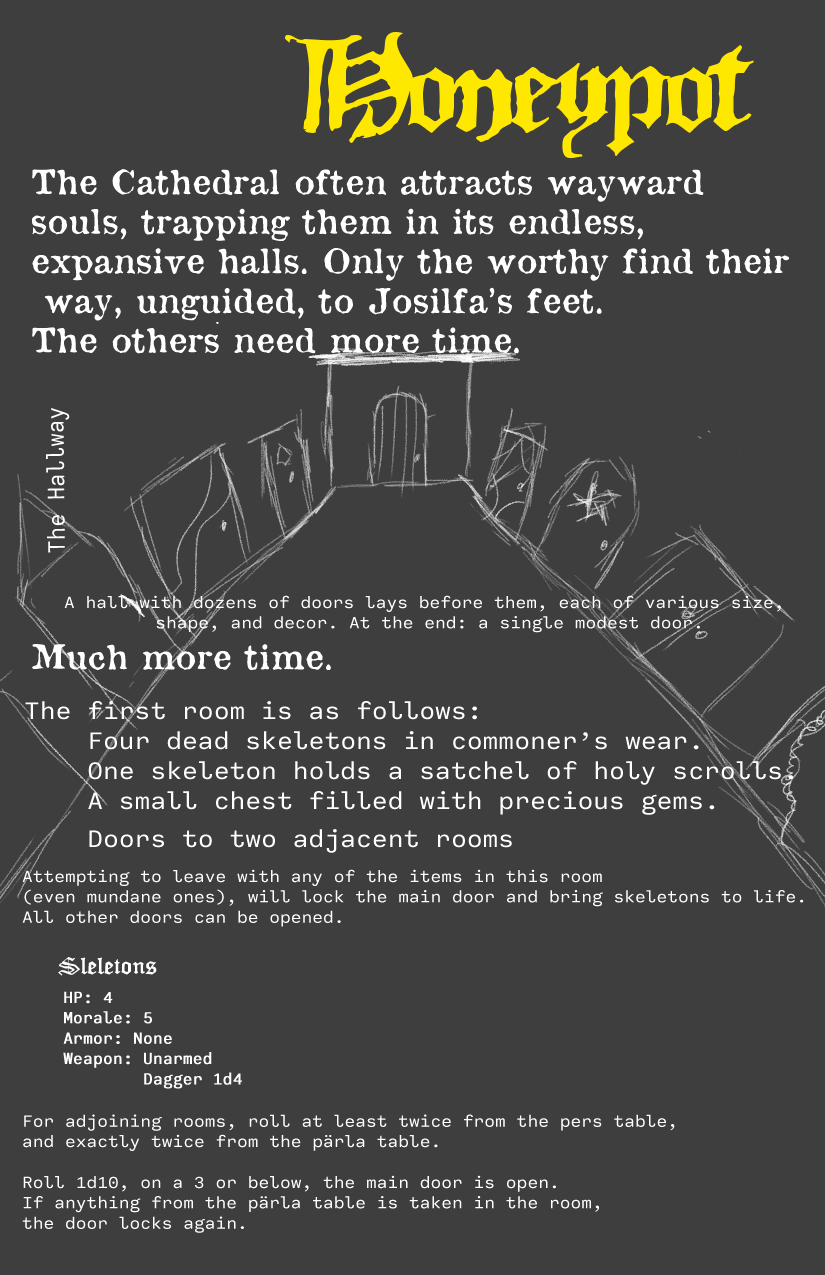 Honeypot
The Cathedral often attracts wayward
souls, trapping them in its endless,
expansive halls. Only the worthy find their
way, unguided, to Josilfa's feet.
The others need more time.
The Hallway
A hall with dozens of doors lays before them, each of various size,
shape, and decor. At the end: a single modest door.
Much more time.
The first room is as follows:
Four dead skeletons in commoner's wear.
One skeleton holds a satchel of holy scrolls.
A small chest filled with precious gems.
Doors to two adjacent rooms
Attempting to leave with any of the items in this room
(even mundane ones), will lock the main door and bring skeletons to life.
All other doors can be opened.
Sleletons
HP: 4
Morale: 5
Armor: None
Weapon: Unarmed
Dagger 1d4
For adjoining rooms, roll at least twice from the pers table,
and exactly twice from the pärla table.
Roll 1d10, on a 3 or below, the main door is open.
If anything from the pärla table is taken in the room,
the door locks again.